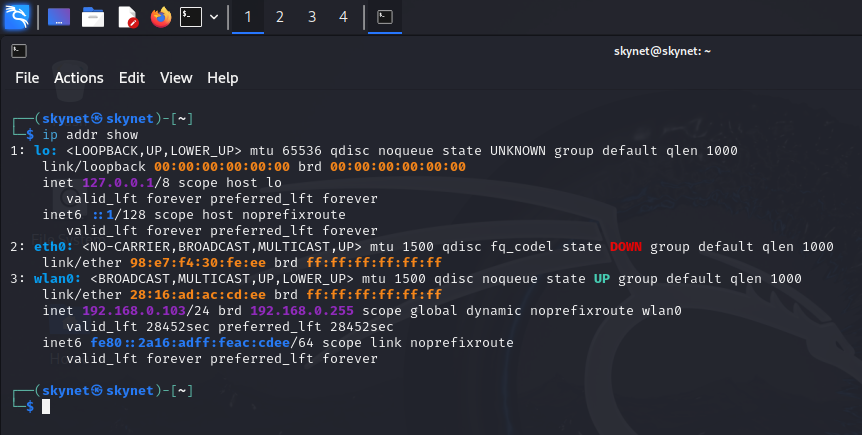 1 2 3 4
skynet@skynet: ~
File Actions Edit View Help
┌──(skynet㉿skynet)-[~]
└─$ ip addr show
1: lo: <LOOPBACK,UP,LOWER_UP> mtu 65536 qdisc noqueue state UNKNOWN group default qlen 1000
    link/loopback 00:00:00:00:00:00 brd 00:00:00:00:00:00
    inet 127.0.0.1/8 scope host lo
       valid_lft forever preferred_lft forever
    inet6 ::1/128 scope host noprefixroute
       valid_lft forever preferred_lft forever
2: eth0: <NO-CARRIER,BROADCAST,MULTICAST,UP> mtu 1500 qdisc fq_codel state DOWN group default qlen 1000
    link/ether 98:e7:f4:30:fe:ee brd ff:ff:ff:ff:ff:ff
3: wlan0: <BROADCAST,MULTICAST,UP,LOWER_UP> mtu 1500 qdisc noqueue state UP group default qlen 1000
    link/ether 28:16:ad:ac:cd:ee brd ff:ff:ff:ff:ff:ff
    inet 192.168.0.103/24 brd 192.168.0.255 scope global dynamic noprefixroute wlan0
       valid_lft 28452sec preferred_lft 28452sec
    inet6 fe80::2a16:adff:feac:cdee/64 scope link noprefixroute
       valid_lft forever preferred_lft forever
┌──(skynet㉿skynet)-[~]
└─$